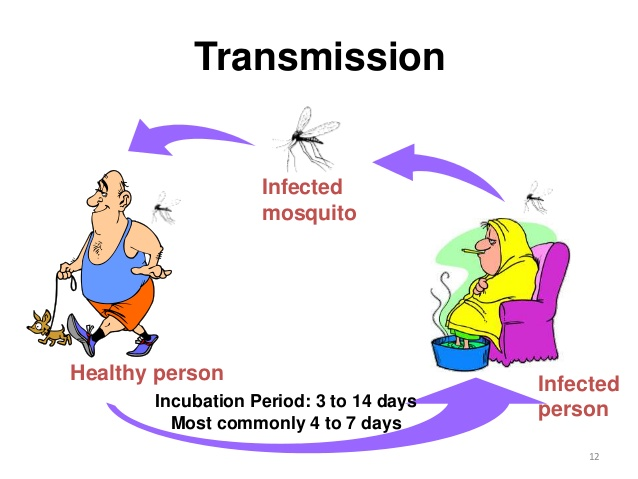 Transmission
Infected
mosquito
Healthy person
Incubation Period: 3 to 14 days
Most commonly 4 to 7 days
Infected
person
12